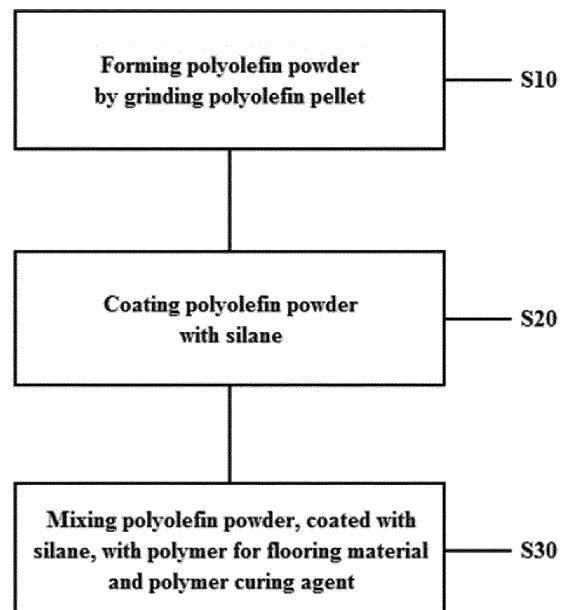 Forming polyolefin powder
by grinding polyolefin pellet
S10
Coating polyolefin powder
with silane
S20
Mixing polyolefin powder, coated with
silane, with polymer for flooring material
and polymer curing agent
S30